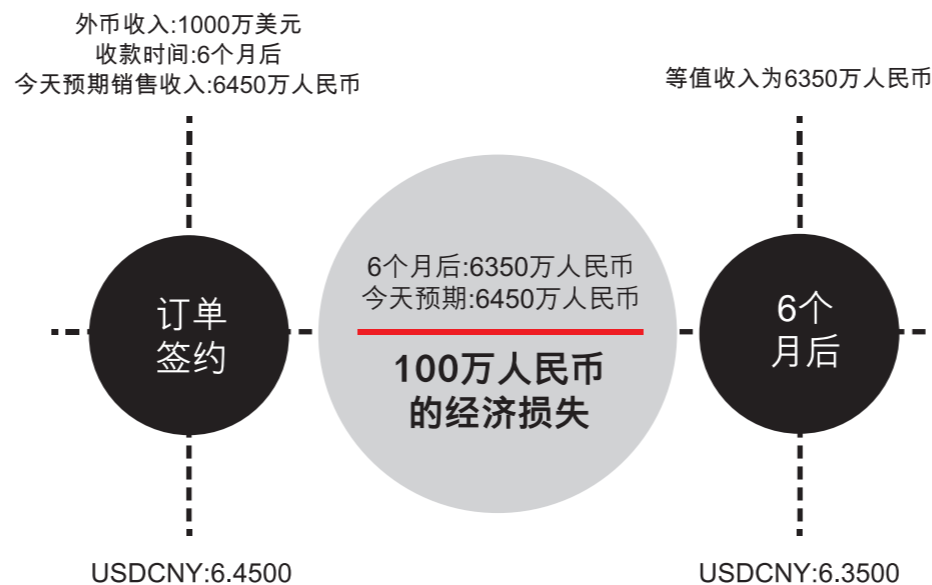 外币收入:1000万美元
收款时间:6个月后
今天预期销售收入:6450万人民币
等值收入为6350万人民币
订单
签约
6个月后:6350万人民币
今天预期:6450万人民币
100万人民币
的经济损失
6个
月后
USDCNY:6.4500
USDCNY:6.3500